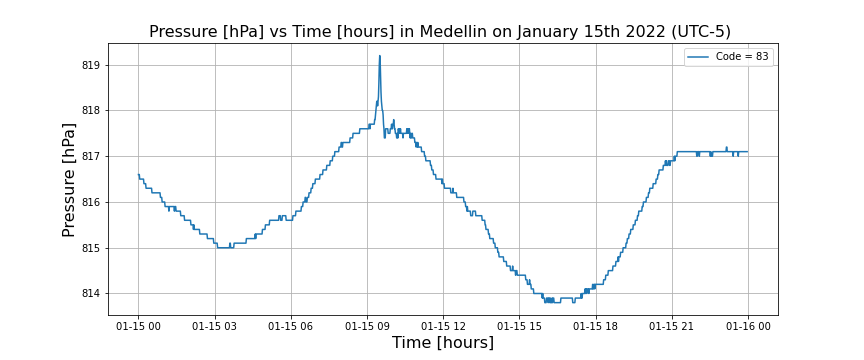 Pressure [hPa] vs Time [hours] in Medellin on January 15th 2022 (UTC-5)
Code = 83
819
818
817
816
815
814
Pressure [hPa]
01-15 00 01-15 03 01-15 06 01-15 09 01-15 12 01-15 15 01-15 18 01-15 21 01-16 00
Time [hours]